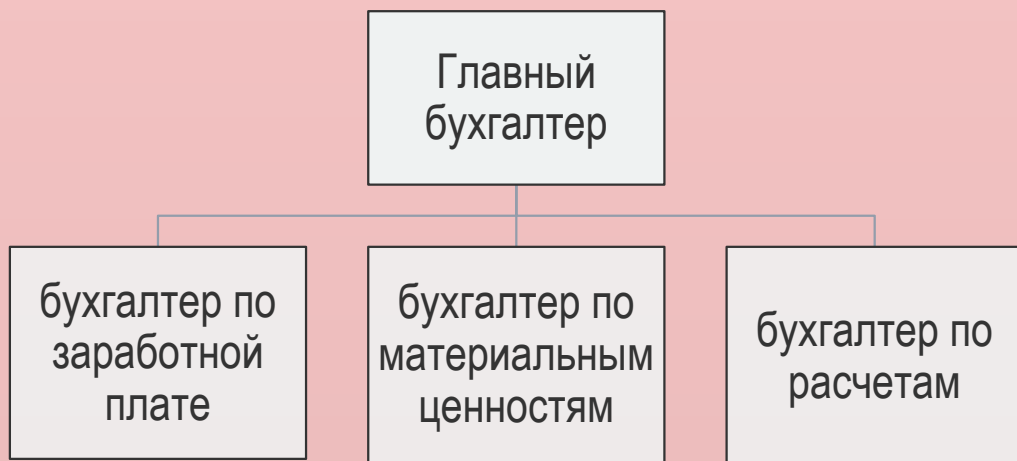 Главный
бухгалтер
бухгалтер по
заработной
плате
бухгалтер по
материальным
ценностям
бухгалтер по
расчетам